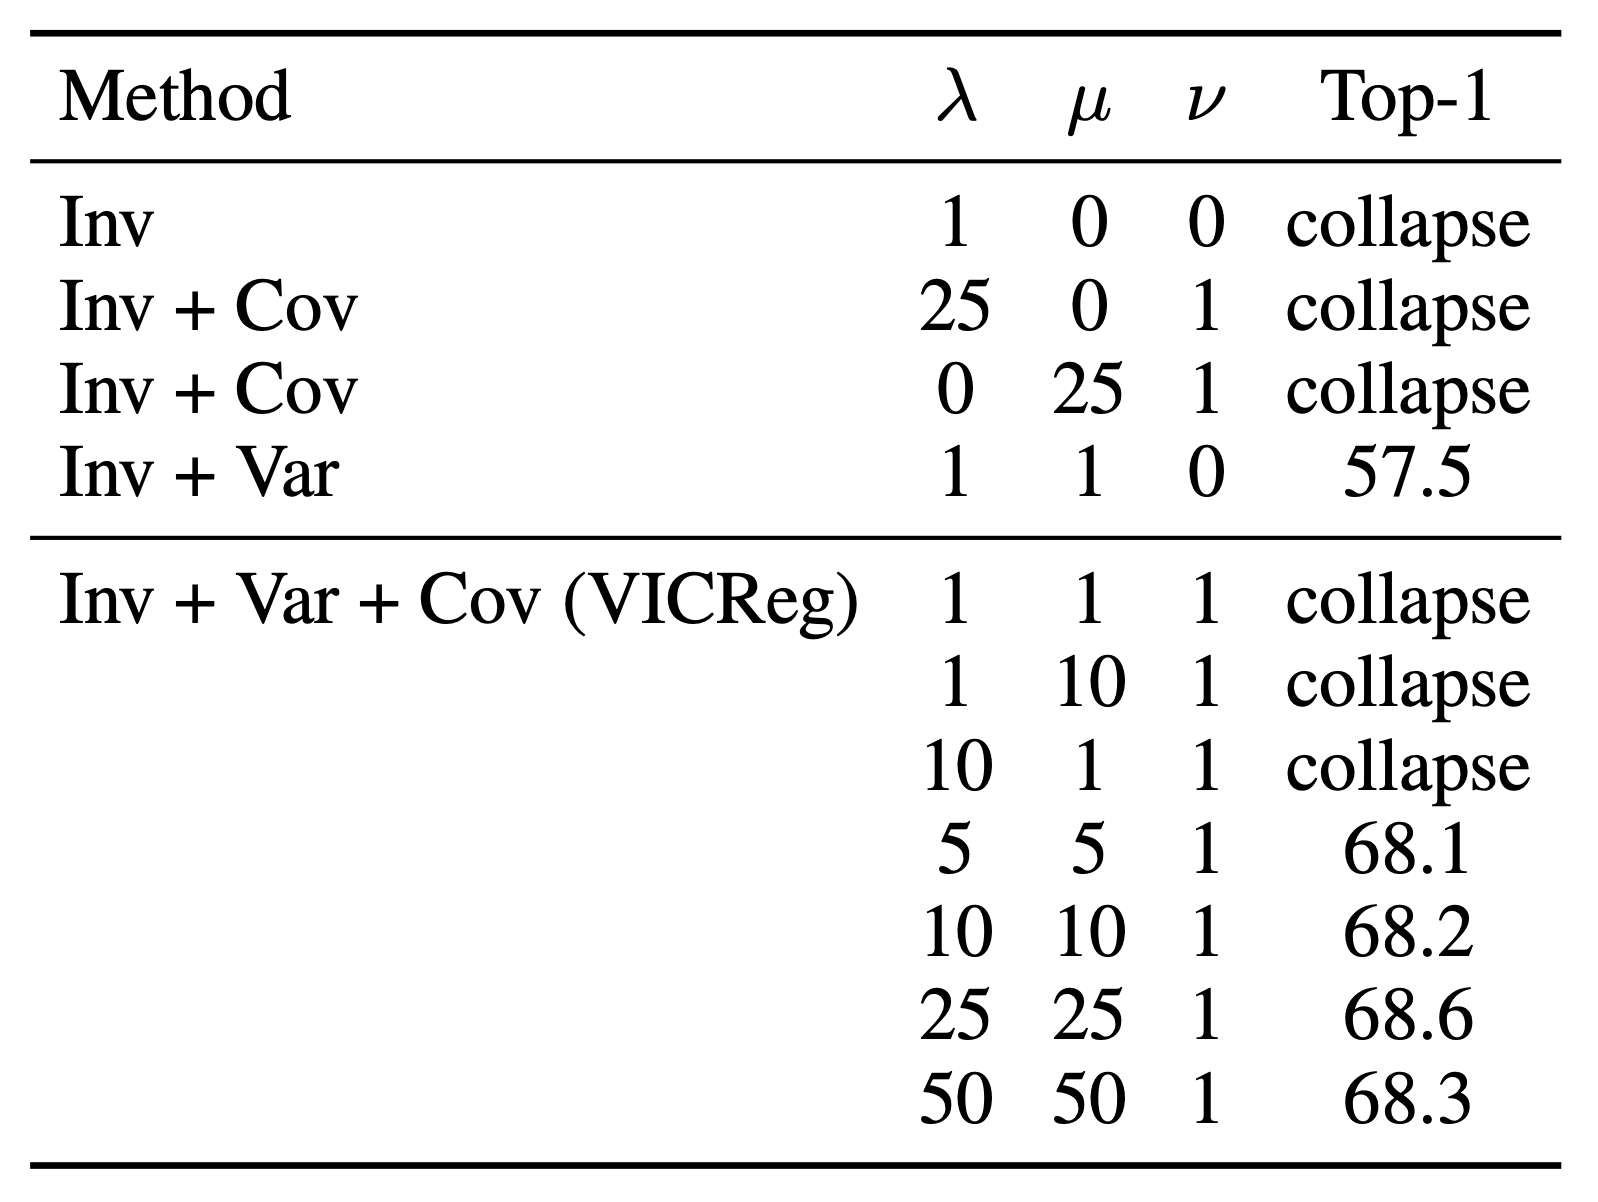 Method λ μ ν Top-1
Inv 1 0 0 collapse
Inv + Cov 25 0 1 collapse
Inv + Cov 0 25 1 collapse
Inv + Var 1 1 0 57.5
Inv + Var + Cov (VICReg) 1 1 1 collapse
1 10 1 collapse
10 1 1 collapse
5 5 1 68.1
10 10 1 68.2
25 25 1 68.6
50 50 1 68.3